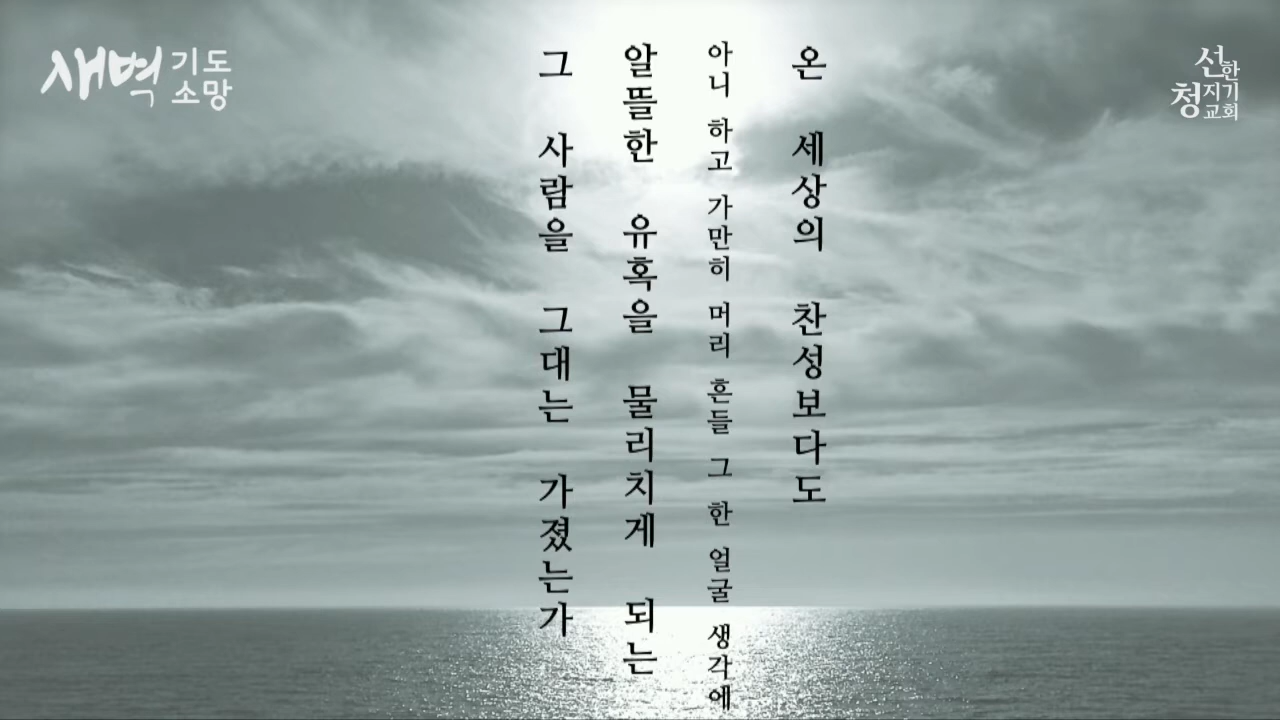 새벽 기도
소망
선한
청지기
교회
온 세상의 찬성보다도
아니 하고 가만히 머리 흔들 그 한 얼굴 생각에
알뜰한 유혹을 물리치게 되는
그 사람을 그대는 가졌는가